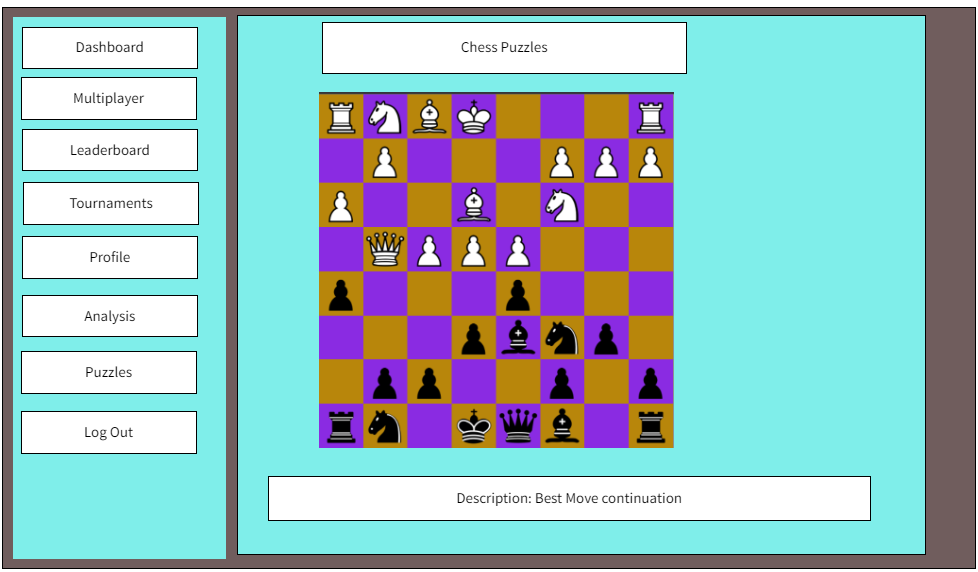 Dashboard
Multiplayer
Leaderboard
Tournaments
Profile
Analysis
Puzzles
Log Out
Chess Puzzles
Description: Best Move continuation